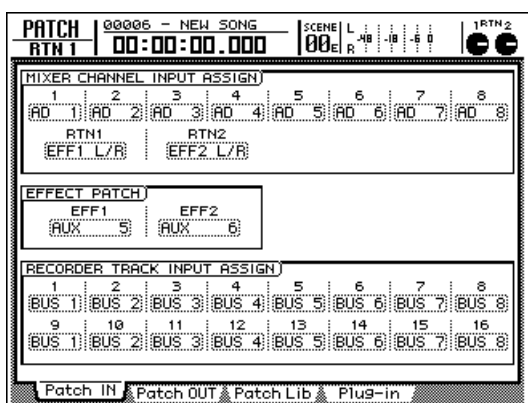 PATCH 00006 - NEW SONG SCENE L -48 -18 -6 0 1 RTN 2
RTN 1 00:00:00.000 00E R
MIXER CHANNEL INPUT ASSIGN
1 2 3 4 5 6 7 8
AD 1 AD 2 AD 3 AD 4 AD 5 AD 6 AD 7 AD 8
RTN1 RTN2
EFF1 L/R EFF2 L/R
EFFECT PATCH
EFF1 EFF2
AUX 5 AUX 6
RECORDER TRACK INPUT ASSIGN
1 2 3 4 5 6 7 8
BUS 1 BUS 2 BUS 3 BUS 4 BUS 5 BUS 6 BUS 7 BUS 8
9 10 11 12 13 14 15 16
BUS 1 BUS 2 BUS 3 BUS 4 BUS 5 BUS 6 BUS 7 BUS 8
Patch IN Patch OUT Patch Lib Plug-in